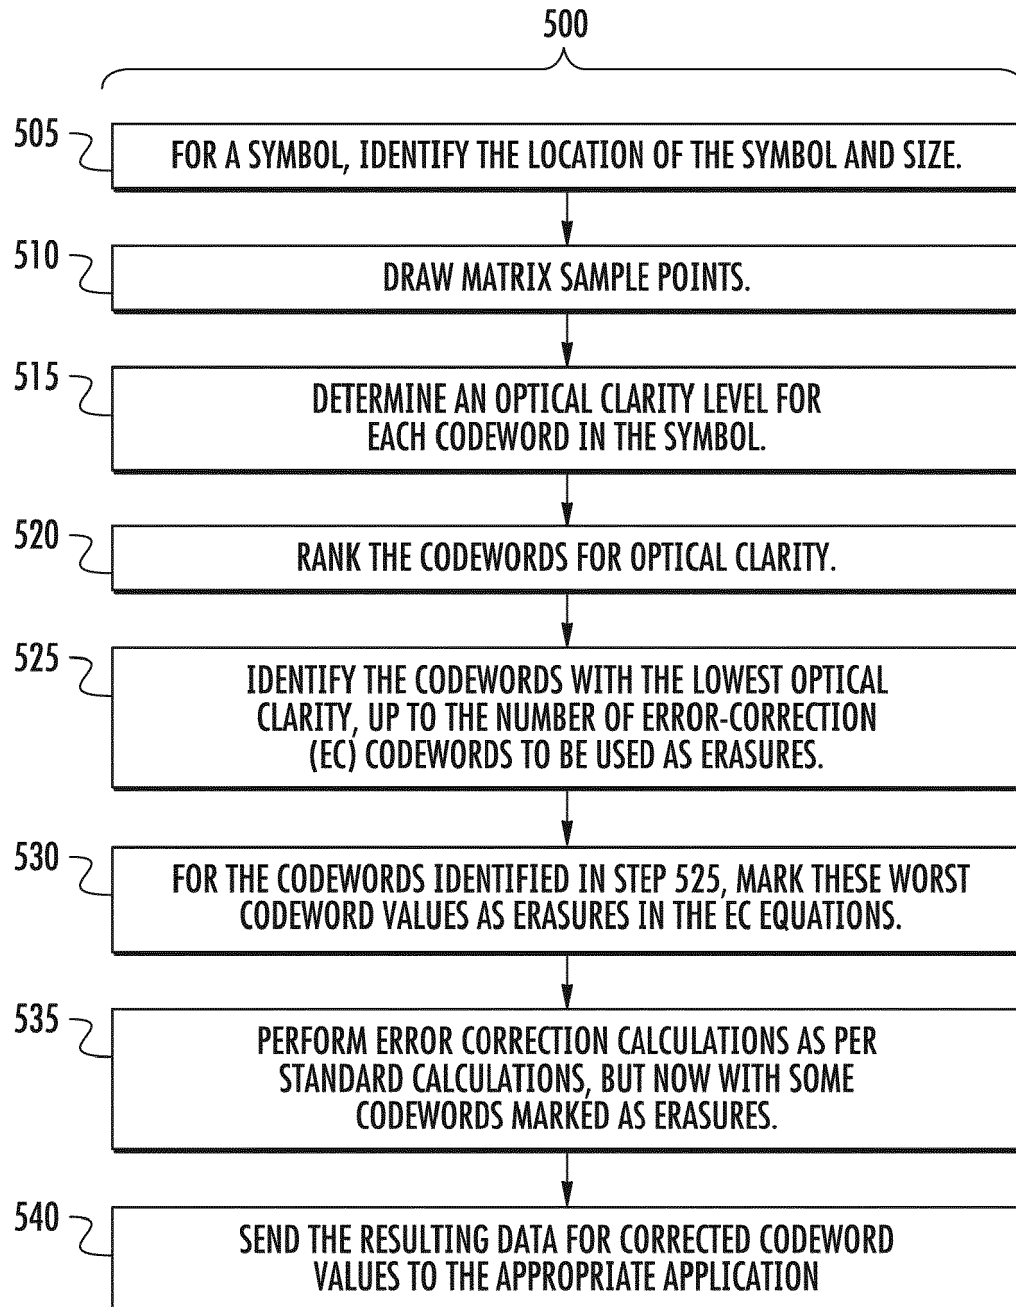 500
505
FOR A SYMBOL, IDENTIFY THE LOCATION OF THE SYMBOL AND SIZE.
510
DRAW MATRIX SAMPLE POINTS.
515
DETERMINE AN OPTICAL CLARITY LEVEL FOR
EACH CODEWORD IN THE SYMBOL.
520
RANK THE CODEWORDS FOR OPTICAL CLARITY.
525
IDENTIFY THE CODEWORDS WITH THE LOWEST OPTICAL
CLARITY, UP TO THE NUMBER OF ERROR-CORRECTION
(EC) CODEWORDS TO BE USED AS ERASURES.
530
FOR THE CODEWORDS IDENTIFIED IN STEP 525, MARK THESE WORST
CODEWORD VALUES AS ERASURES IN THE EC EQUATIONS.
535
PERFORM ERROR CORRECTION CALCULATIONS AS PER
STANDARD CALCULATIONS, BUT NOW WITH SOME
CODEWORDS MARKED AS ERASURES.
540
SEND THE RESULTING DATA FOR CORRECTED CODEWORD
VALUES TO THE APPROPRIATE APPLICATION